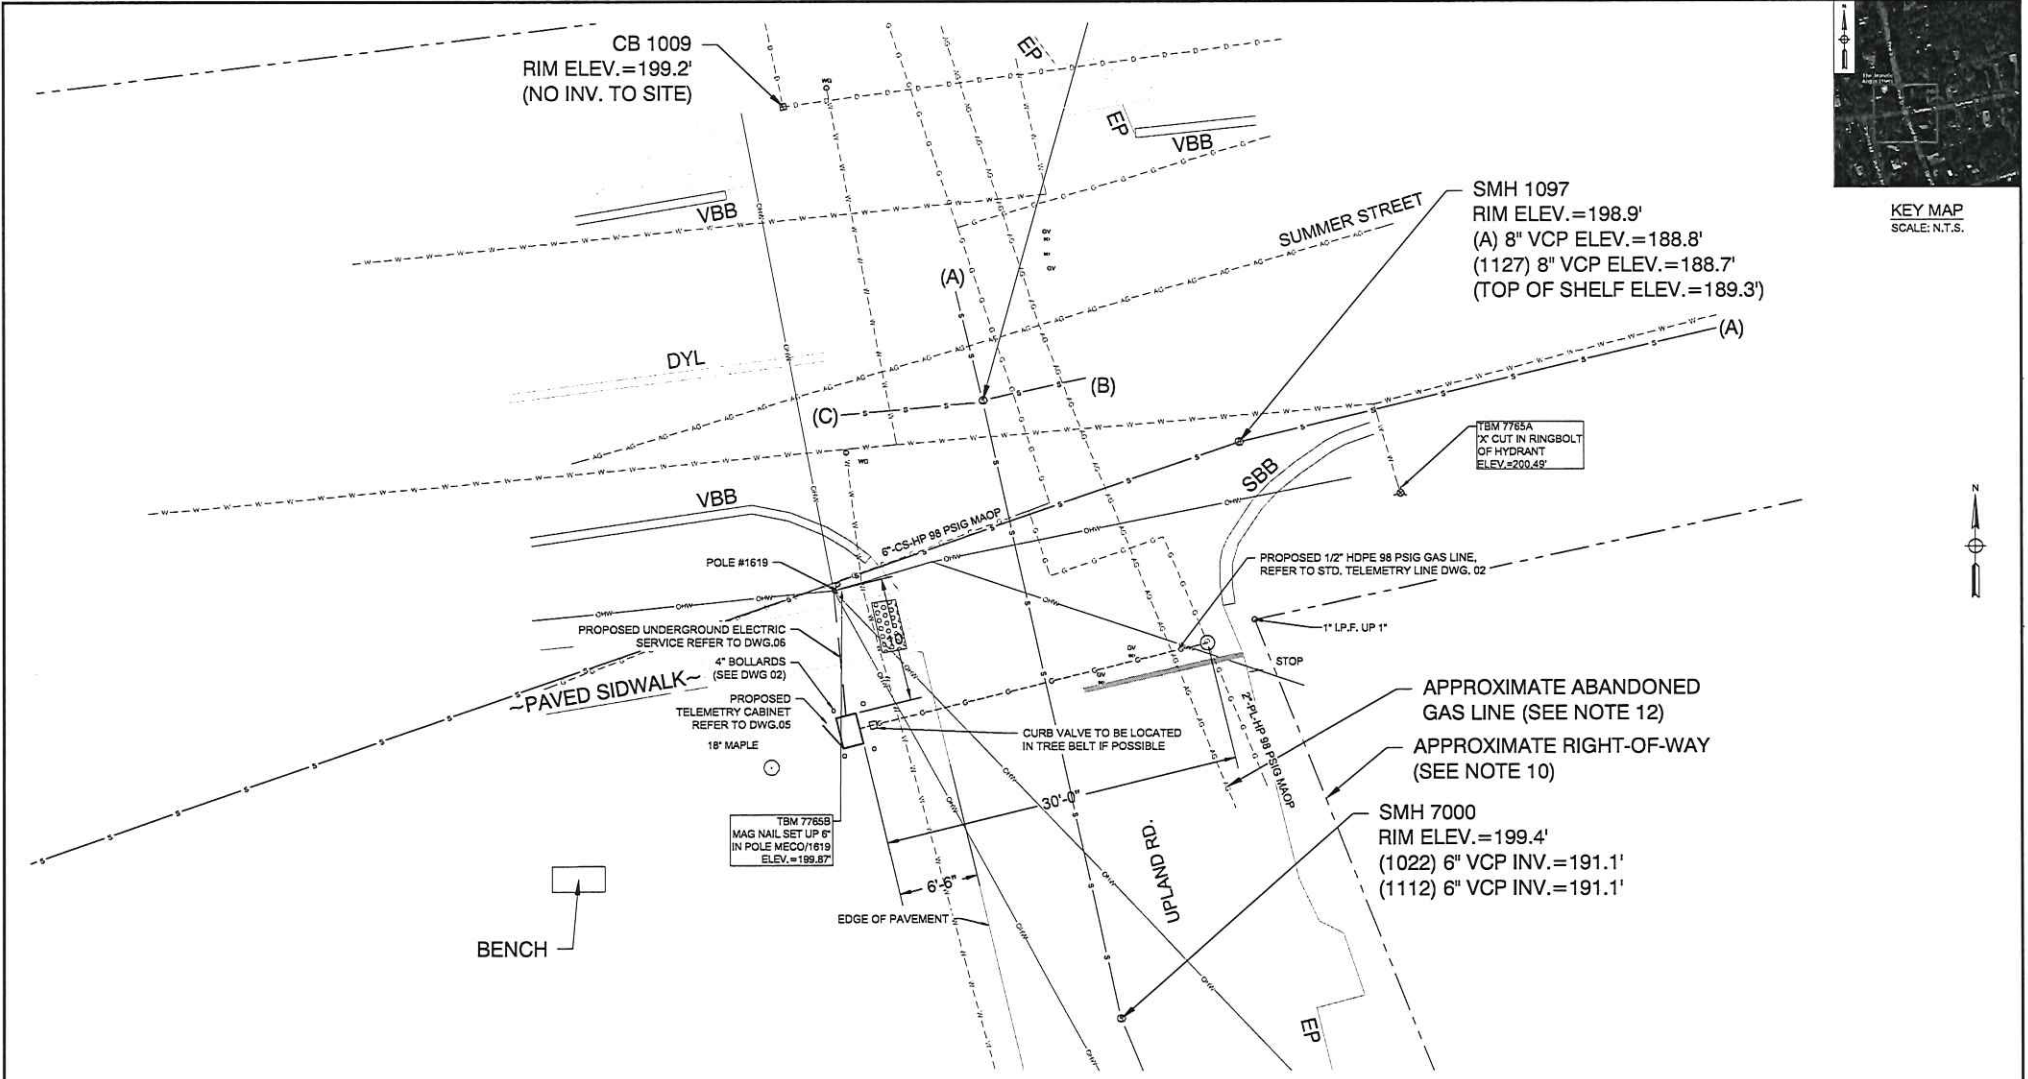 CB 1009
RIM ELEV.=199.2'
(NO INV. TO SITE)
EP
EP
VBB
VBB
N
KEY MAP
SCALE: N.T.S.
SMH 1097
RIM ELEV.=198.9'
(A) 8" VCP ELEV.=188.8'
(1127) 8" VCP ELEV.=188.7'
(TOP OF SHELF ELEV.=189.3')
SUMMER STREET
(A)
(A)
DYL
(B)
(C)
WG
WG
GV
GV
TBM 7765A
'X' CUT IN RINGBOLT
OF HYDRANT
ELEV.=200.49'
SBB
VBB
6"-CS-HP 98 PSIG MAOP
N
POLE #1619
PROPOSED 1/2" HDPE 98 PSIG GAS LINE,
REFER TO STD. TELEMETRY LINE DWG. 02
PROPOSED UNDERGROUND ELECTRIC
SERVICE REFER TO DWG.06
1" I.P.F. UP 1"
4" BOLLARDS
(SEE DWG 02)
GV
GV
STOP
~PAVED SIDWALK~
PROPOSED
TELEMETRY CABINET
REFER TO DWG.05
18" MAPLE
CURB VALVE TO BE LOCATED
IN TREE BELT IF POSSIBLE
2"-PL-HP 98 PSIG MAOP
APPROXIMATE ABANDONED
GAS LINE (SEE NOTE 12)
APPROXIMATE RIGHT-OF-WAY
(SEE NOTE 10)
30'-0"
TBM 7765B
MAG NAIL SET UP 6"
IN POLE MECO/1619
ELEV.=199.87'
UPLAND RD.
SMH 7000
RIM ELEV.=199.4'
(1022) 6" VCP INV.=191.1'
(1112) 6" VCP INV.=191.1'
6'-6"
EDGE OF PAVEMENT
BENCH
EP